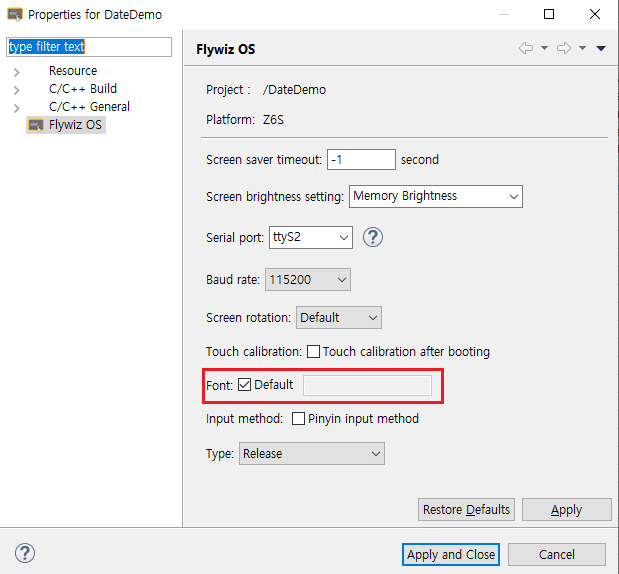 Properties for DateDemo
type filter text
Resource
C/C++ Build
C/C++ General
Flywiz OS
Flywiz OS
Project : /DateDemo
Platform: Z6S
Screen saver timeout: -1 second
Screen brightness setting: Memory Brightness
Serial port: ttyS2 ?
Baud rate: 115200
Screen rotation: Default
Touch calibration: Touch calibration after booting
Font: Default
Input method: Pinyin input method
Type: Release
Restore Defaults Apply
? Apply and Close Cancel